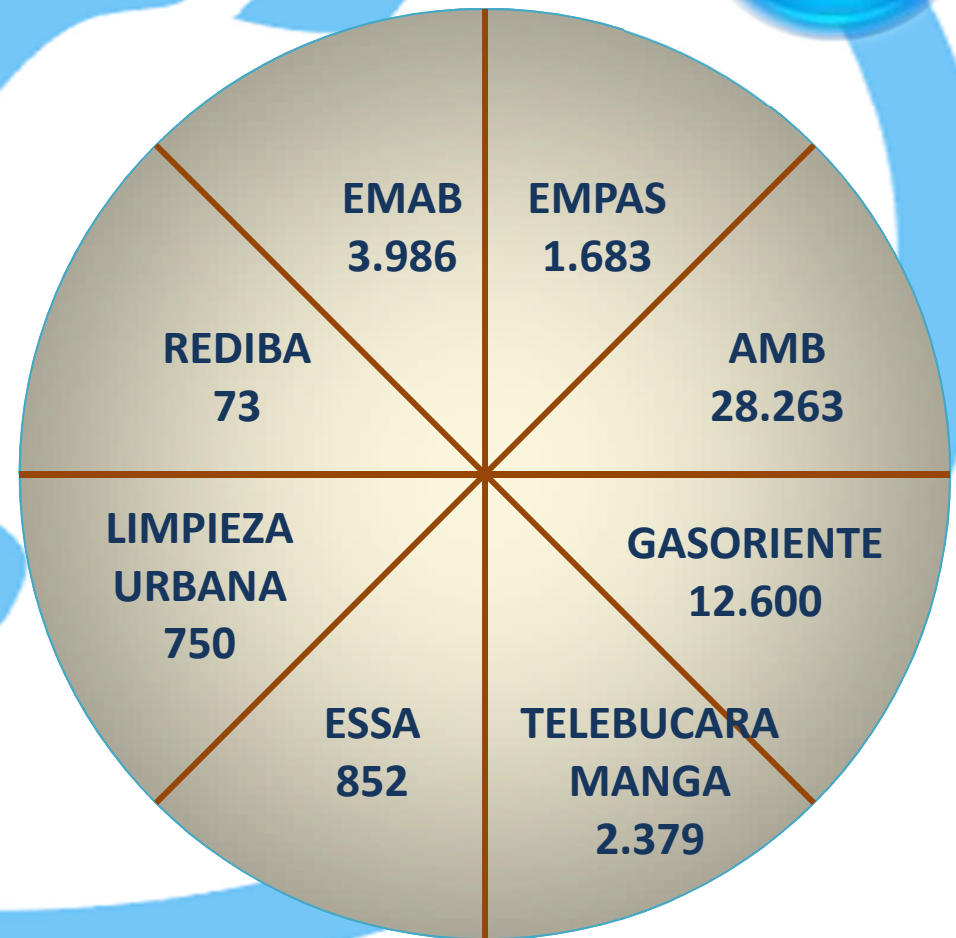 EMAB
3.986
EMPAS
1.683
REDIBA
73
AMB
28.263
LIMPIEZA
URBANA
750
GASORIENTE
12.600
ESSA
852
TELEBUCARA
MANGA
2.379